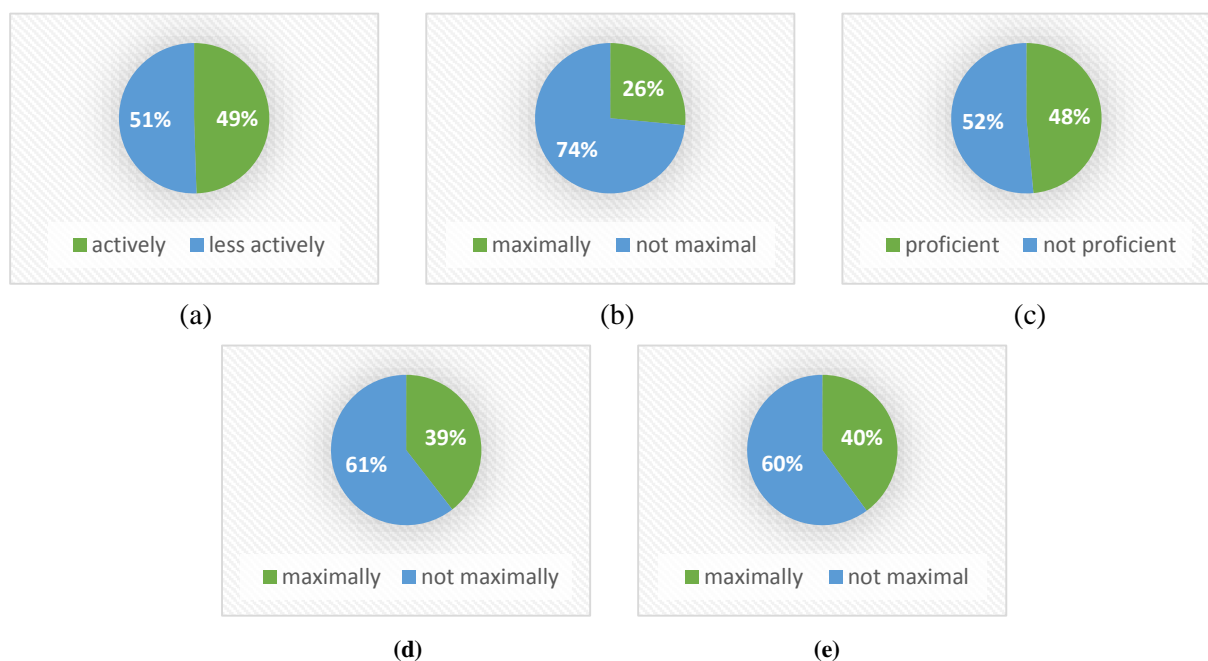 51% 49%
actively less actively
(a)
26%
74%
maximally not maximal
(b)
52% 48%
proficient not proficient
(c)
39%
61%
maximally not maximally
(d)
40%
60%
maximally not maximal
(e)